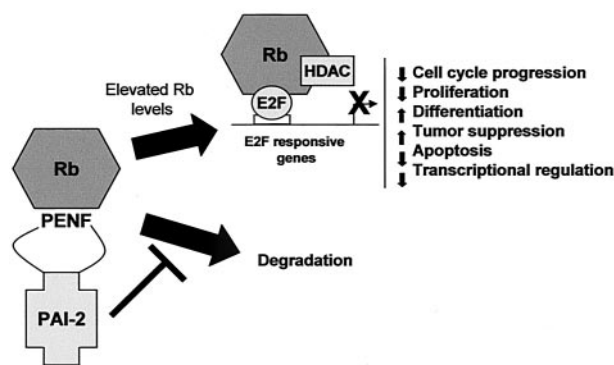 Rb
HDAC
E2F
X
E2F responsive
genes
Elevated Rb
levels
Cell cycle progression
Proliferation
Differentiation
Tumor suppression
Apoptosis
Transcriptional regulation
Rb
PENF
PAI-2
Degradation